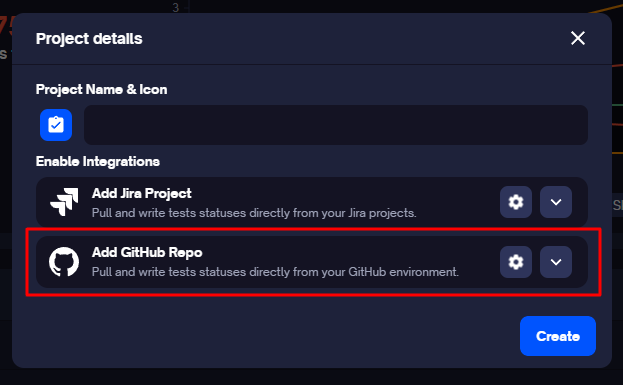 3
Project details
Project Name & Icon
Enable Integrations
Add Jira Project
Pull and write tests statuses directly from your Jira projects.
Add GitHub Repo
Pull and write tests statuses directly from your GitHub environment.
Create